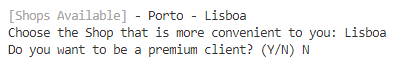 [Shops Available] - Porto - Lisboa
Choose the Shop that is more convenient to you: Lisboa
Do you want to be a premium client? (Y/N) N